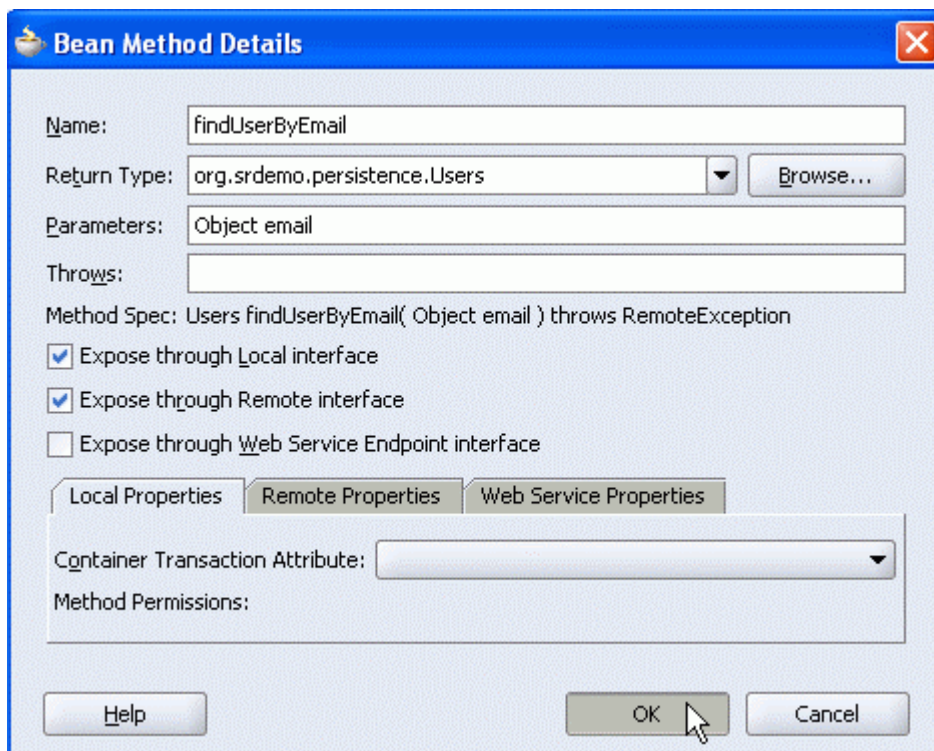 Bean Method Details
Name: findUserByEmail
Return Type: org.srdemo.persistence.Users Browse...
Parameters: Object email
Throws:
Method Spec: Users findUserByEmail( Object email ) throws RemoteException
Expose through Local interface
Expose through Remote interface
Expose through Web Service Endpoint interface
Local Properties Remote Properties Web Service Properties
Container Transaction Attribute:
Method Permissions:
Help OK Cancel